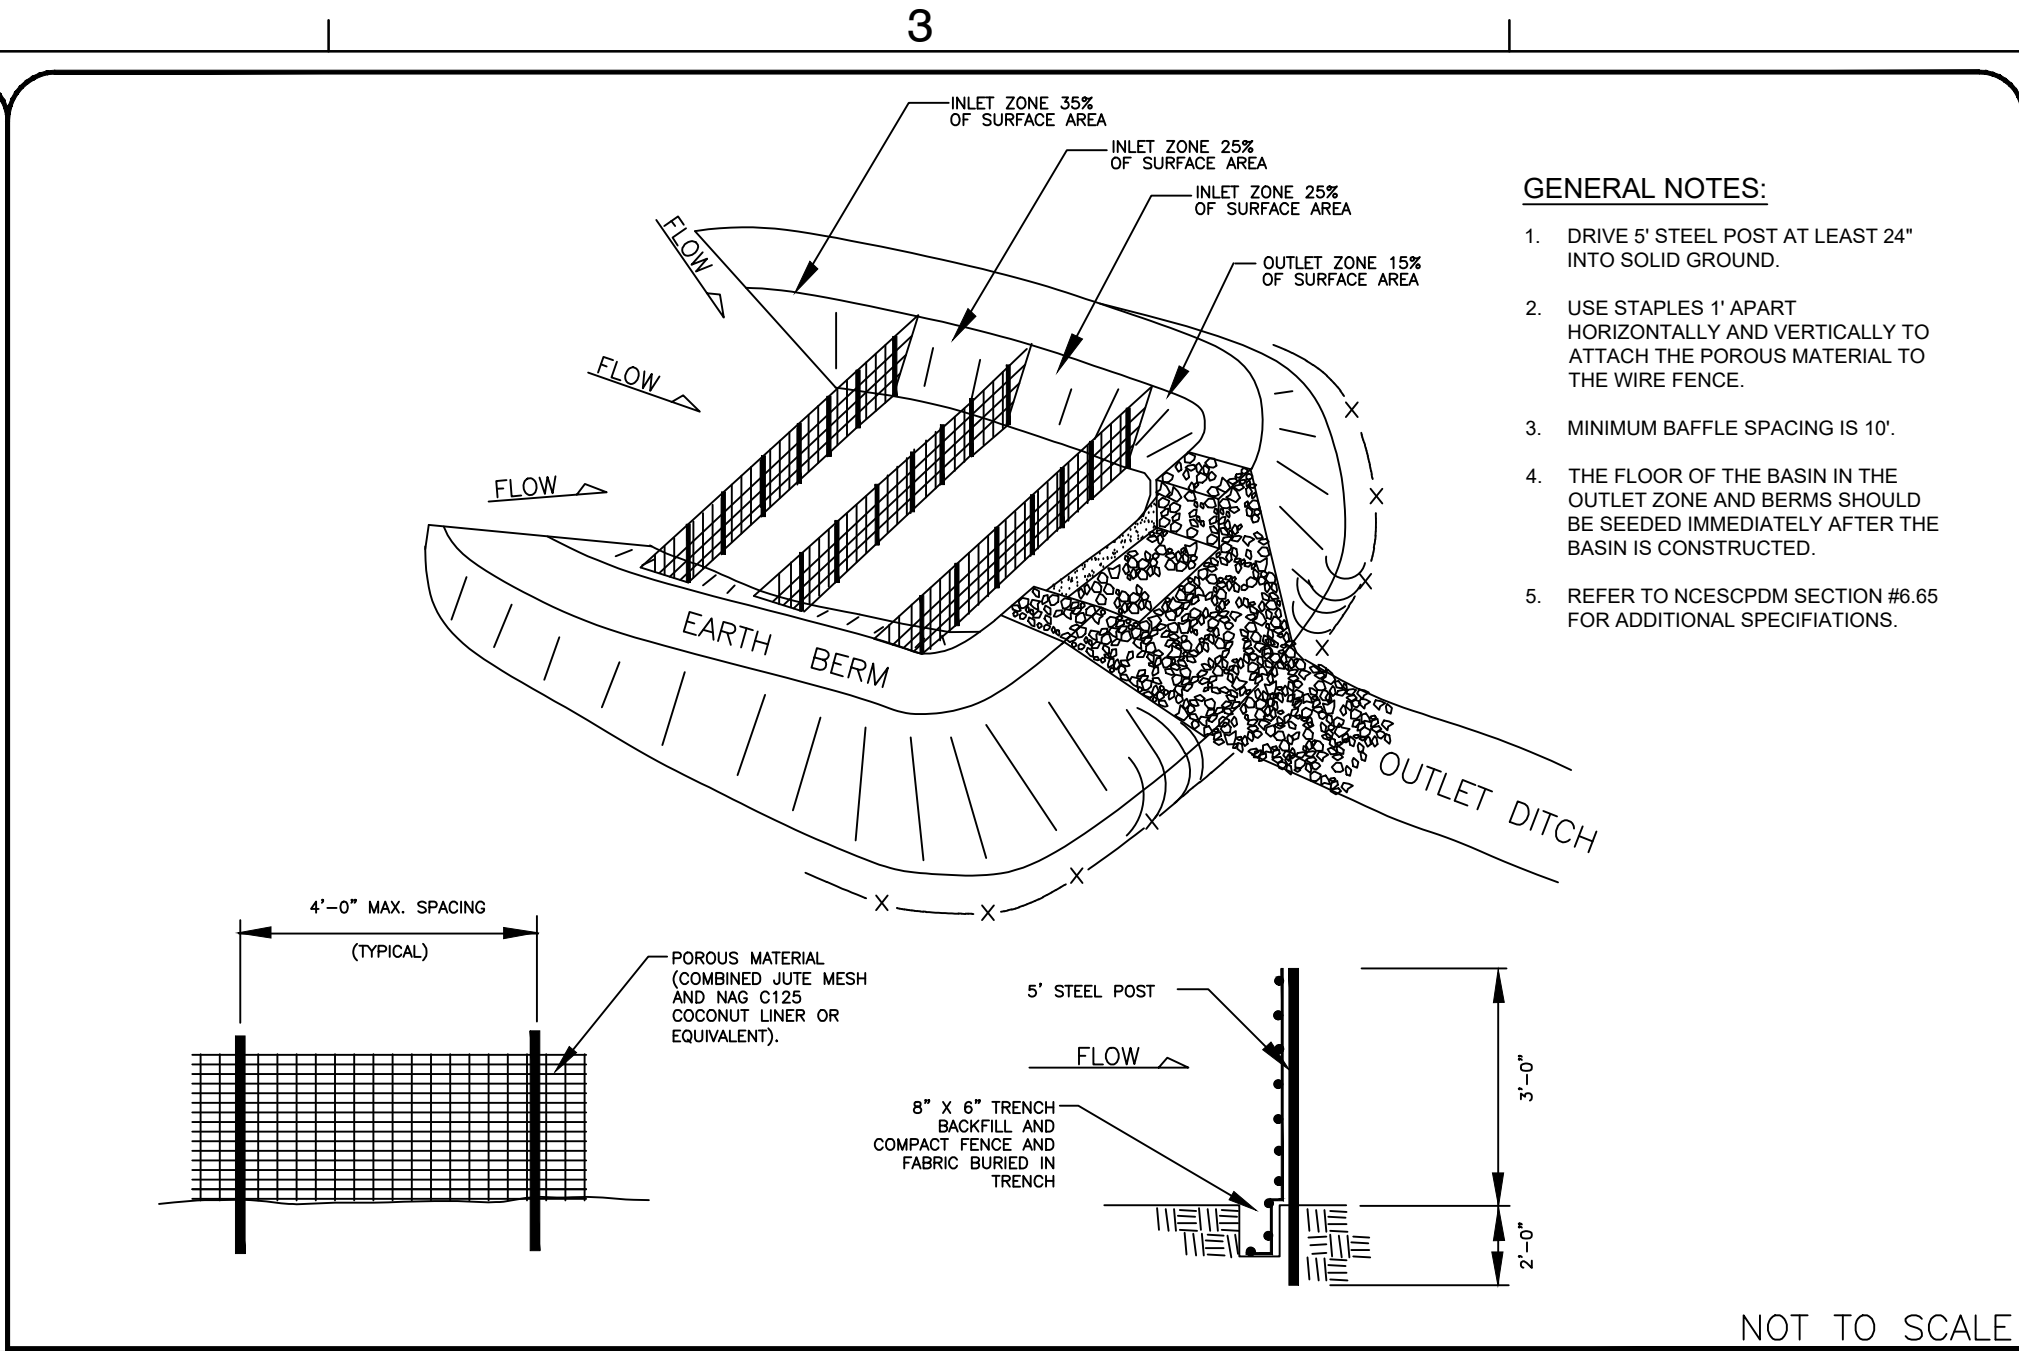 3
INLET ZONE 35%
OF SURFACE AREA
INLET ZONE 25%
OF SURFACE AREA
INLET ZONE 25%
OF SURFACE AREA
OUTLET ZONE 15%
OF SURFACE AREA
FLOW
FLOW
FLOW
EARTH BERM
OUTLET DITCH
X
X
X
X
X
X
X
X
GENERAL NOTES:
1. DRIVE 5' STEEL POST AT LEAST 24"
INTO SOLID GROUND.
2. USE STAPLES 1' APART
HORIZONTALLY AND VERTICALLY TO
ATTACH THE POROUS MATERIAL TO
THE WIRE FENCE.
3. MINIMUM BAFFLE SPACING IS 10'.
4. THE FLOOR OF THE BASIN IN THE
OUTLET ZONE AND BERMS SHOULD
BE SEEDED IMMEDIATELY AFTER THE
BASIN IS CONSTRUCTED.
5. REFER TO NCESCPDM SECTION #6.65
FOR ADDITIONAL SPECIFIATIONS.
4'-0" MAX. SPACING
(TYPICAL)
POROUS MATERIAL
(COMBINED JUTE MESH
AND NAG C125
COCONUT LINER OR
EQUIVALENT).
5' STEEL POST
FLOW
8" X 6" TRENCH
BACKFILL AND
COMPACT FENCE AND
FABRIC BURIED IN
TRENCH
3'-0"
2'-0"
NOT TO SCALE